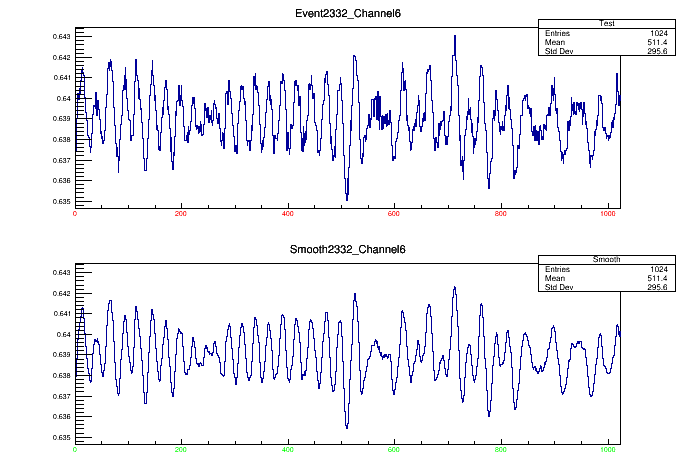 Event2332_Channel6
Test
Entries 1024
Mean 511.4
Std Dev 295.6
0.643
0.642
0.641
0.64
0.639
0.638
0.637
0.636
0.635
0 200 400 600 800 1000
Smooth2332_Channel6
Smooth
Entries 1024
Mean 511.4
Std Dev 295.6
0.643
0.642
0.641
0.64
0.639
0.638
0.637
0.636
0.635
0 200 400 600 800 1000